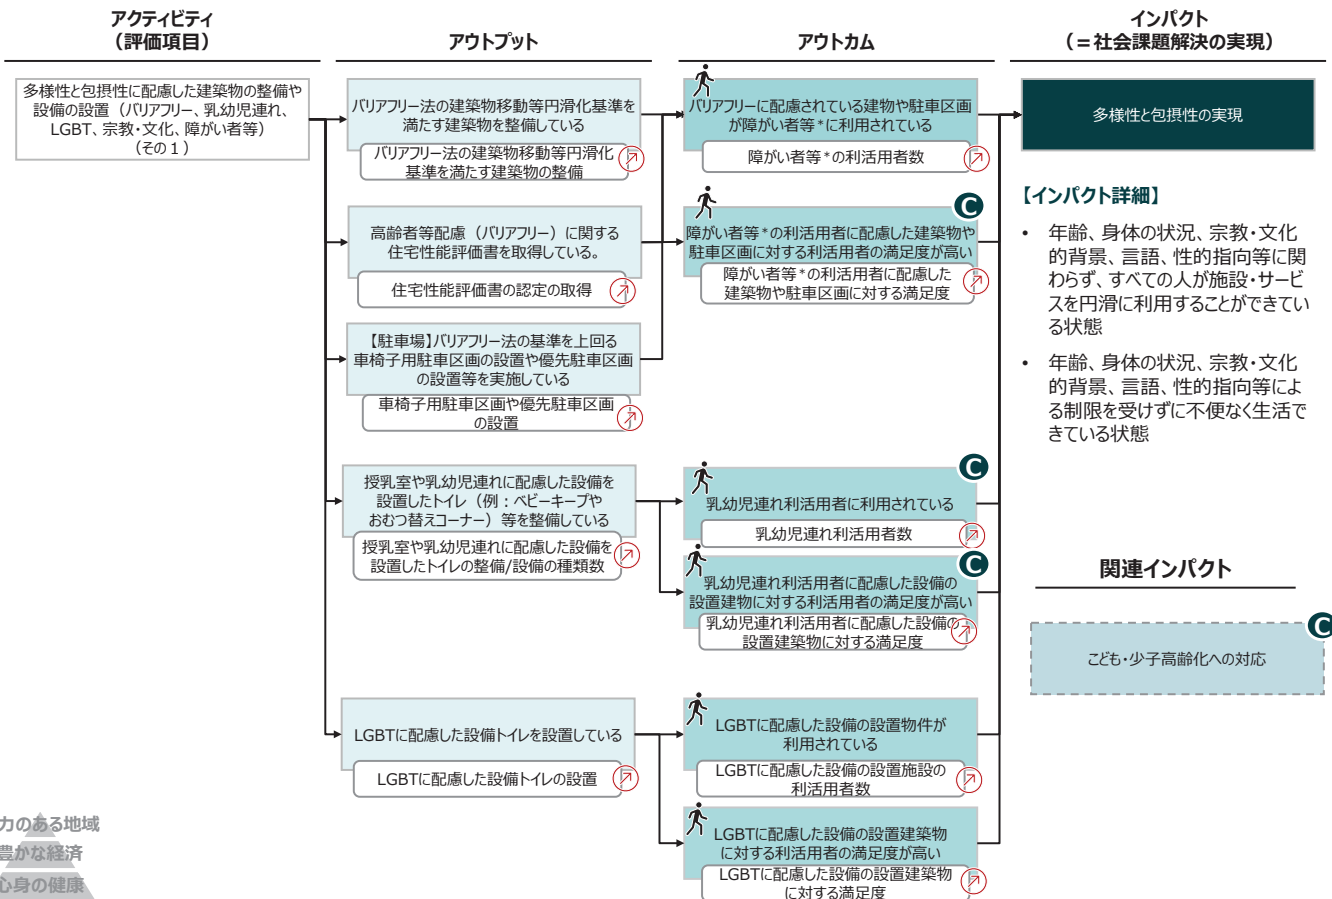 アクティビティ
（評価項目）
アウトプット
アウトカム
インパクト
（＝社会課題解決の実現）
多様性と包摂性に配慮した建築物の整備や
設備の設置（バリアフリー、乳幼児連れ、
LGBT、宗教・文化、障がい者等）
（その１）
バリアフリー法の建築物移動等円滑化基準を
満たす建築物を整備している
バリアフリー法の建築物移動等円滑化
基準を満たす建築物の整備
高齢者等配慮（バリアフリー）に関する
住宅性能評価書を取得している。
住宅性能評価書の認定の取得
【駐車場】バリアフリー法の基準を上回る
車椅子用駐車区画の設置や優先駐車区画
の設置等を実施している
車椅子用駐車区画や優先駐車区画
の設置
授乳室や乳幼児連れに配慮した設備を
設置したトイレ（例：ベビーキープや
おむつ替えコーナー）等を整備している
授乳室や乳幼児連れに配慮した設備を
設置したトイレの整備/設備の種類数
LGBTに配慮した設備トイレを設置している
LGBTに配慮した設備トイレの設置
バリアフリーに配慮されている建物や駐車区画
が障がい者等*に利用されている
障がい者等*の利活用者数
C
障がい者等*の利活用者に配慮した建築物や
駐車区画に対する利活用者の満足度が高い
障がい者等*の利活用者に配慮した
建築物や駐車区画に対する満足度
C
乳幼児連れ利活用者に利用されている
乳幼児連れ利活用者数
C
乳幼児連れ利活用者に配慮した設備の
設置建物に対する利活用者の満足度が高い
乳幼児連れ利活用者に配慮した設備の
設置建築物に対する満足度
LGBTに配慮した設備の設置物件が
利用されている
LGBTに配慮した設備の設置施設の
利活用者数
LGBTに配慮した設備の設置建築物
に対する利活用者の満足度が高い
LGBTに配慮した設備の設置建築物
に対する満足度
多様性と包摂性の実現
【インパクト詳細】
• 年齢、身体の状況、宗教・文化
的背景、言語、性的指向等に関
わらず、すべての人が施設・サービ
スを円滑に利用することができてい
る状態
• 年齢、身体の状況、宗教・文化
的背景、言語、性的指向等によ
る制限を受けずに不便なく生活で
きている状態
関連インパクト
C
こども・少子高齢化への対応
力のある地域
豊かな経済
心身の健康